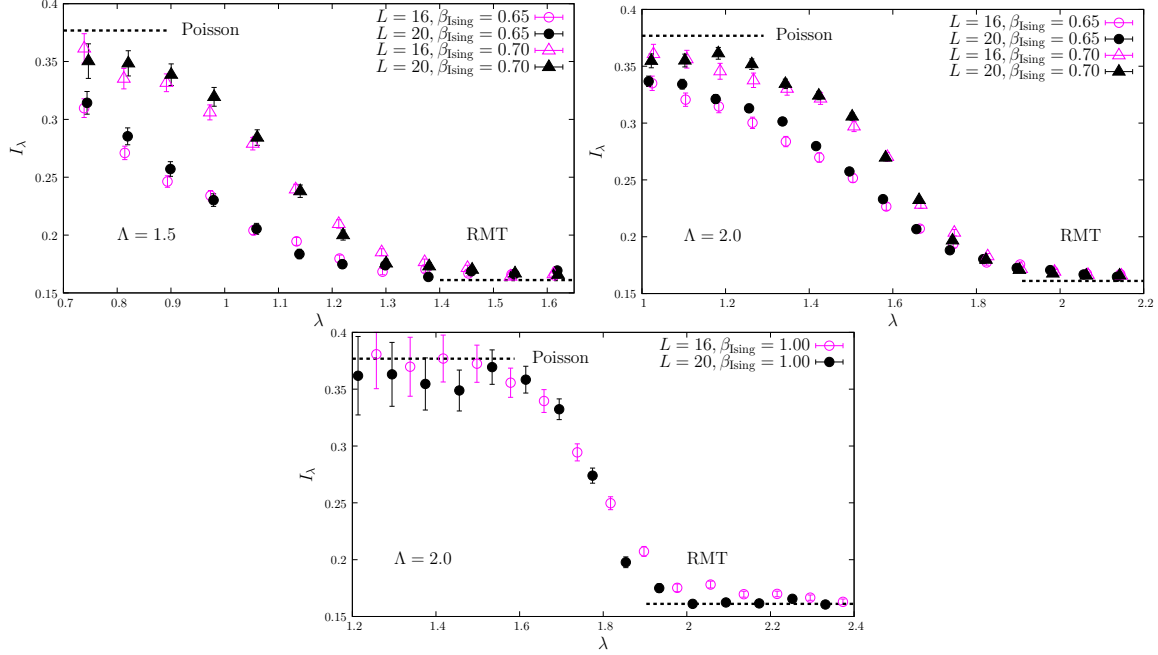 0.4
0.35
0.3
0.25
0.2
0.15
0.7 0.8 0.9 1 1.1 1.2 1.3 1.4 1.5 1.6
I_λ
λ
Poisson
RMT
Λ = 1.5
L = 16, β_Ising = 0.65
L = 20, β_Ising = 0.65
L = 16, β_Ising = 0.70
L = 20, β_Ising = 0.70
0.4
0.35
0.3
0.25
0.2
0.15
1 1.2 1.4 1.6 1.8 2 2.2
I_λ
λ
Poisson
RMT
Λ = 2.0
L = 16, β_Ising = 0.65
L = 20, β_Ising = 0.65
L = 16, β_Ising = 0.70
L = 20, β_Ising = 0.70
0.4
0.35
0.3
0.25
0.2
0.15
1.2 1.4 1.6 1.8 2 2.2 2.4
I_λ
λ
Poisson
RMT
Λ = 2.0
L = 16, β_Ising = 1.00
L = 20, β_Ising = 1.00